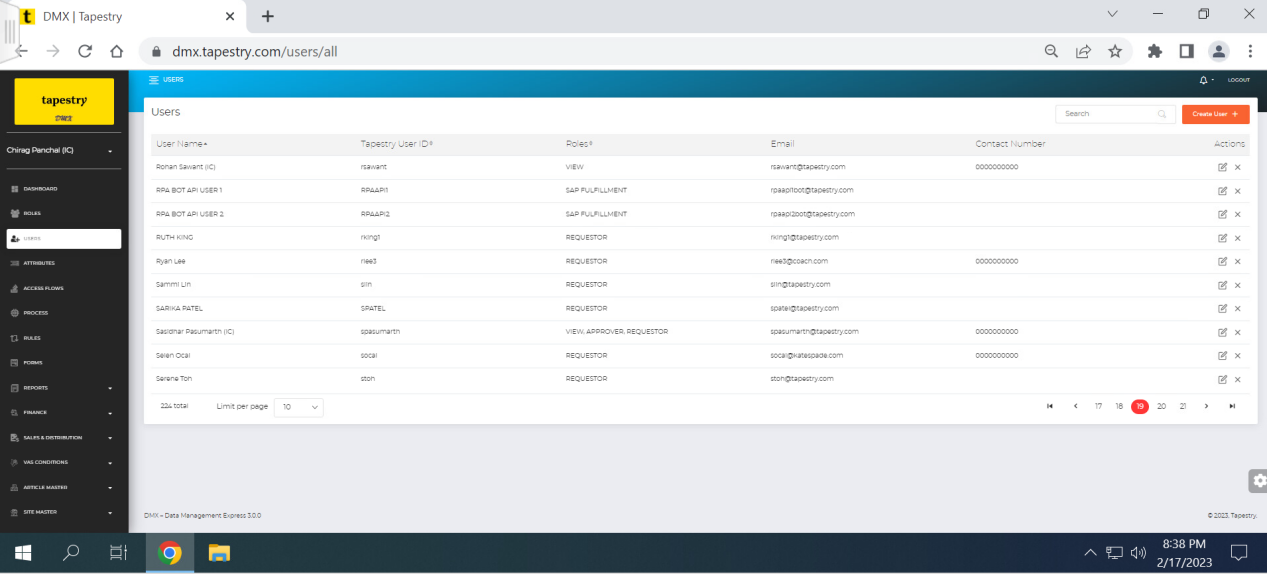 t DMX | Tapestry
dmx.tapestry.com/users/all
tapestry
DMX
USERS
LOGOUT
Users
Search
Create User +
Chirag Panchal (IC)
DASHBOARD
ROLES
USERS
ATTRIBUTES
ACCESS FLOWS
PROCESS
RULES
FORMS
REPORTS
FINANCE
SALES & DISTRIBUTION
VAS CONDITIONS
ARTICLE MASTER
SITE MASTER
User Name Tapestry User ID Roles Email Contact Number Actions
Rohan Sawant (IC) rsawant VIEW rsawant@tapestry.com 0000000000
RPA BOT API USER 1 RPAAPI1 SAP FULFILLMENT rpaapi1bot@tapestry.com
RPA BOT API USER 2 RPAAPI2 SAP FULFILLMENT rpaapi2bot@tapestry.com
RUTH KING rking1 REQUESTOR rking1@tapestry.com
Ryan Lee rlee3 REQUESTOR rlee3@coach.com 0000000000
Sammi Lin slin REQUESTOR slin@tapestry.com
SARIKA PATEL SPATEL REQUESTOR spatel@tapestry.com
Sasidhar Pasumarth (IC) spasumarth VIEW, APPROVER, REQUESTOR spasumarth@tapestry.com 0000000000
Selen Ocal socal REQUESTOR socal@katespade.com 0000000000
Serene Toh stoh REQUESTOR stoh@tapestry.com
224 total Limit per page 10 17 18 19 20 21
DMX - Data Management Express 3.0.0
© 2023, Tapestry,
8:38 PM
2/17/2023